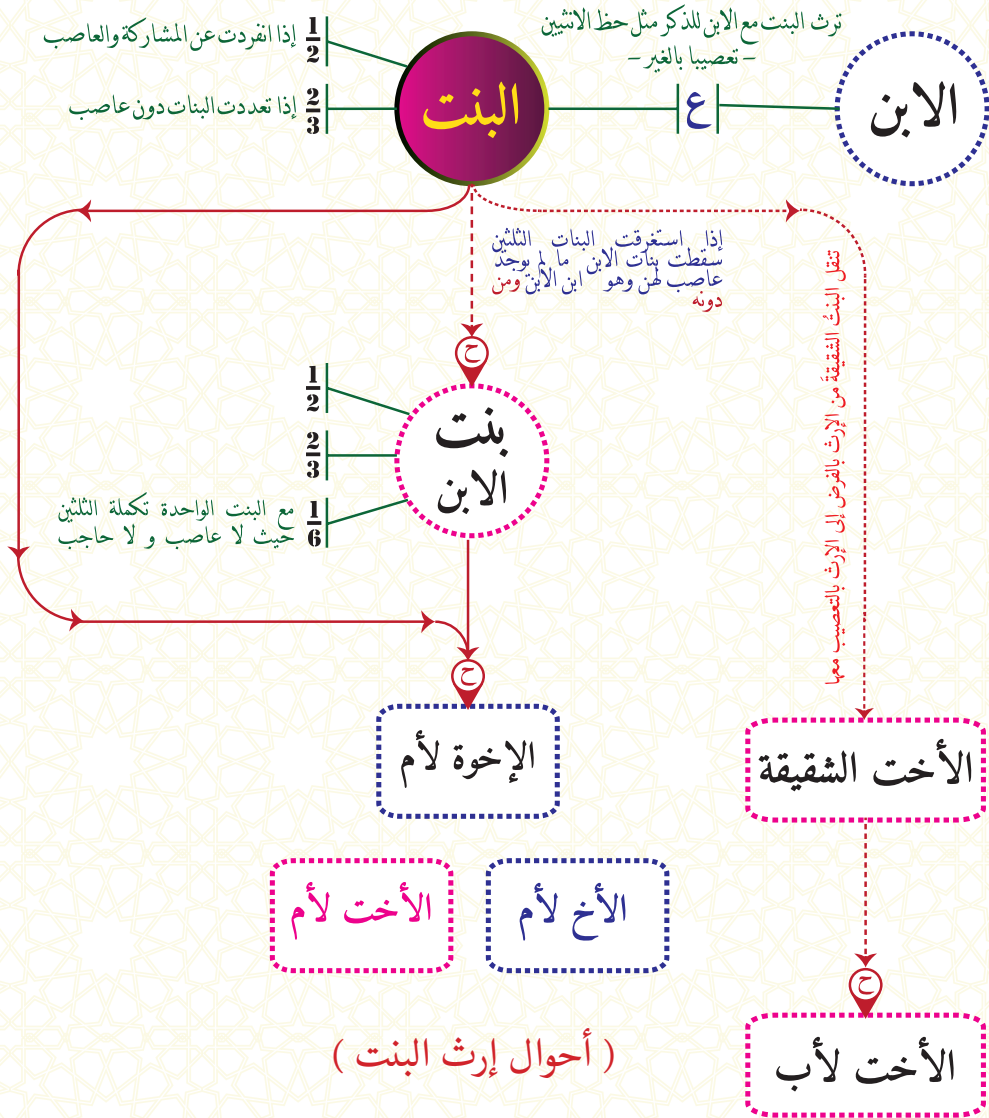 ترث البنت مع الابن للذكر مثل حظ الانثيين
– تعصيبا بالغير –
الابن
ع
البنت
1/2 إذا انفردت عن المشاركة والعاصب
2/3 إذا تعددت البنات دون عاصب
إذا استغرقت البنات الثلثين
سقطت بنات الابن ما لم يوجد
عاصب لهن وهو ابن الابن ومن
دونه
تنقل البنتُ الشقيقةَ من الإرث بالفرض إلى الإرث بالتعصيب معها
ح
بنت
الابن
1/2
2/3
1/6 مع البنت الواحدة تكملة الثلثين
حيث لا عاصب و لا حاجب
ح
الإخوة لأم
الأخت الشقيقة
الأخ لأم
الأخت لأم
ح
الأخت لأب
( أحوال إرث البنت )